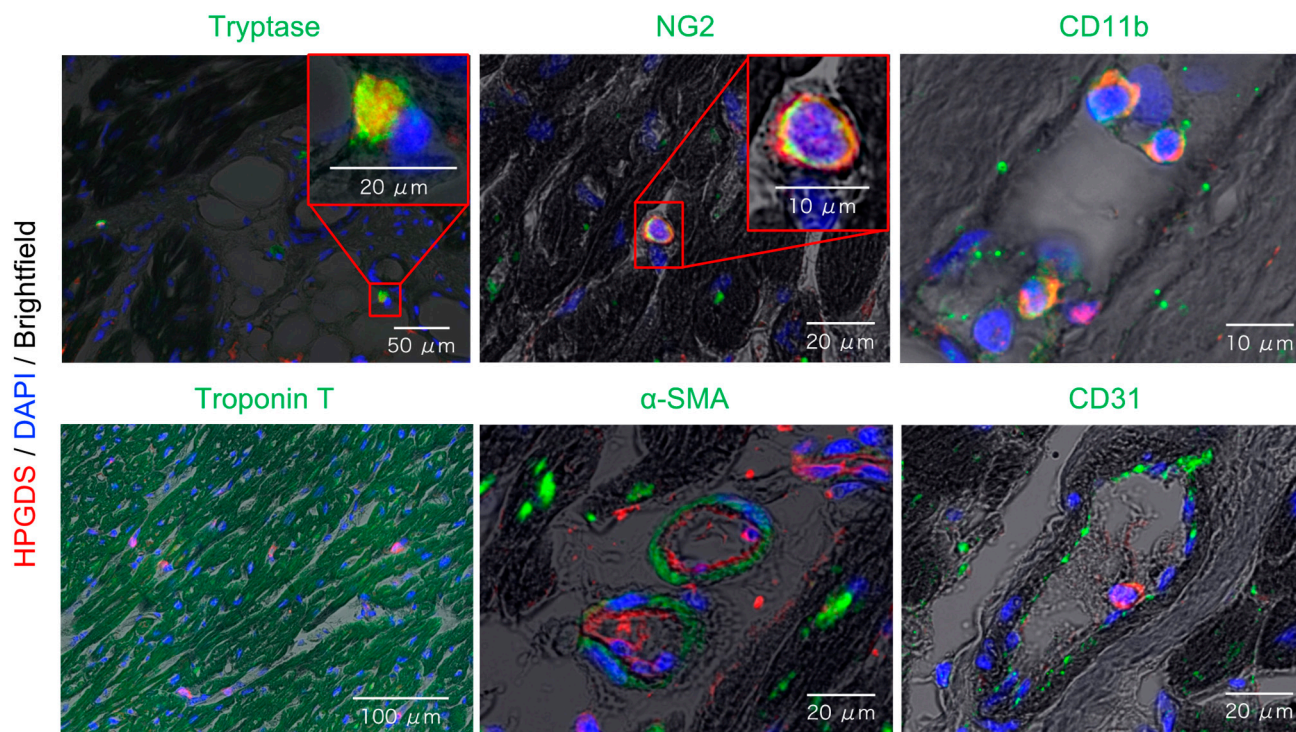 Tryptase
NG2
CD11b
20 μm
50 μm
10 μm
20 μm
10 μm
HPGDS / DAPI / Brightfield
Troponin T
α-SMA
CD31
100 μm
20 μm
20 μm